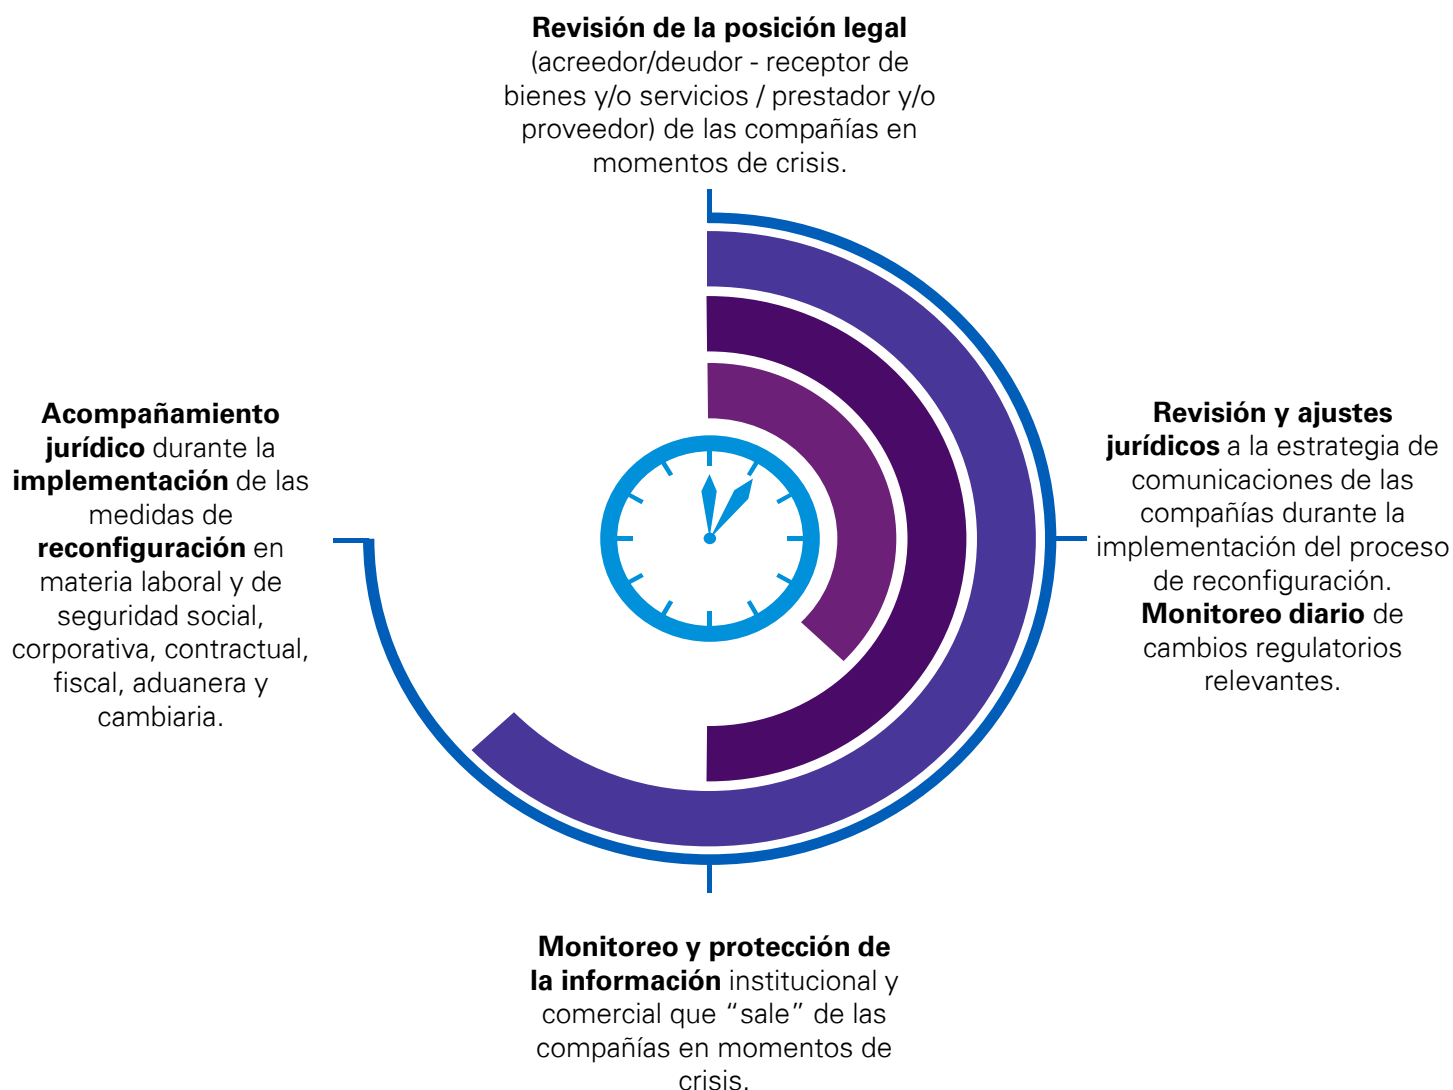 Revisión de la posición legal
(acreedor/deudor - receptor de
bienes y/o servicios / prestador y/o
proveedor) de las compañías en
momentos de crisis.
Revisión y ajustes
jurídicos a la estrategia de
comunicaciones de las
compañías durante la
implementación del proceso
de reconfiguración.
Monitoreo diario de
cambios regulatorios
relevantes.
Monitoreo y protección de
la información institucional y
comercial que “sale” de las
compañías en momentos de
crisis.
Acompañamiento
jurídico durante la
implementación de las
medidas de
reconfiguración en
materia laboral y de
seguridad social,
corporativa, contractual,
fiscal, aduanera y
cambiaria.